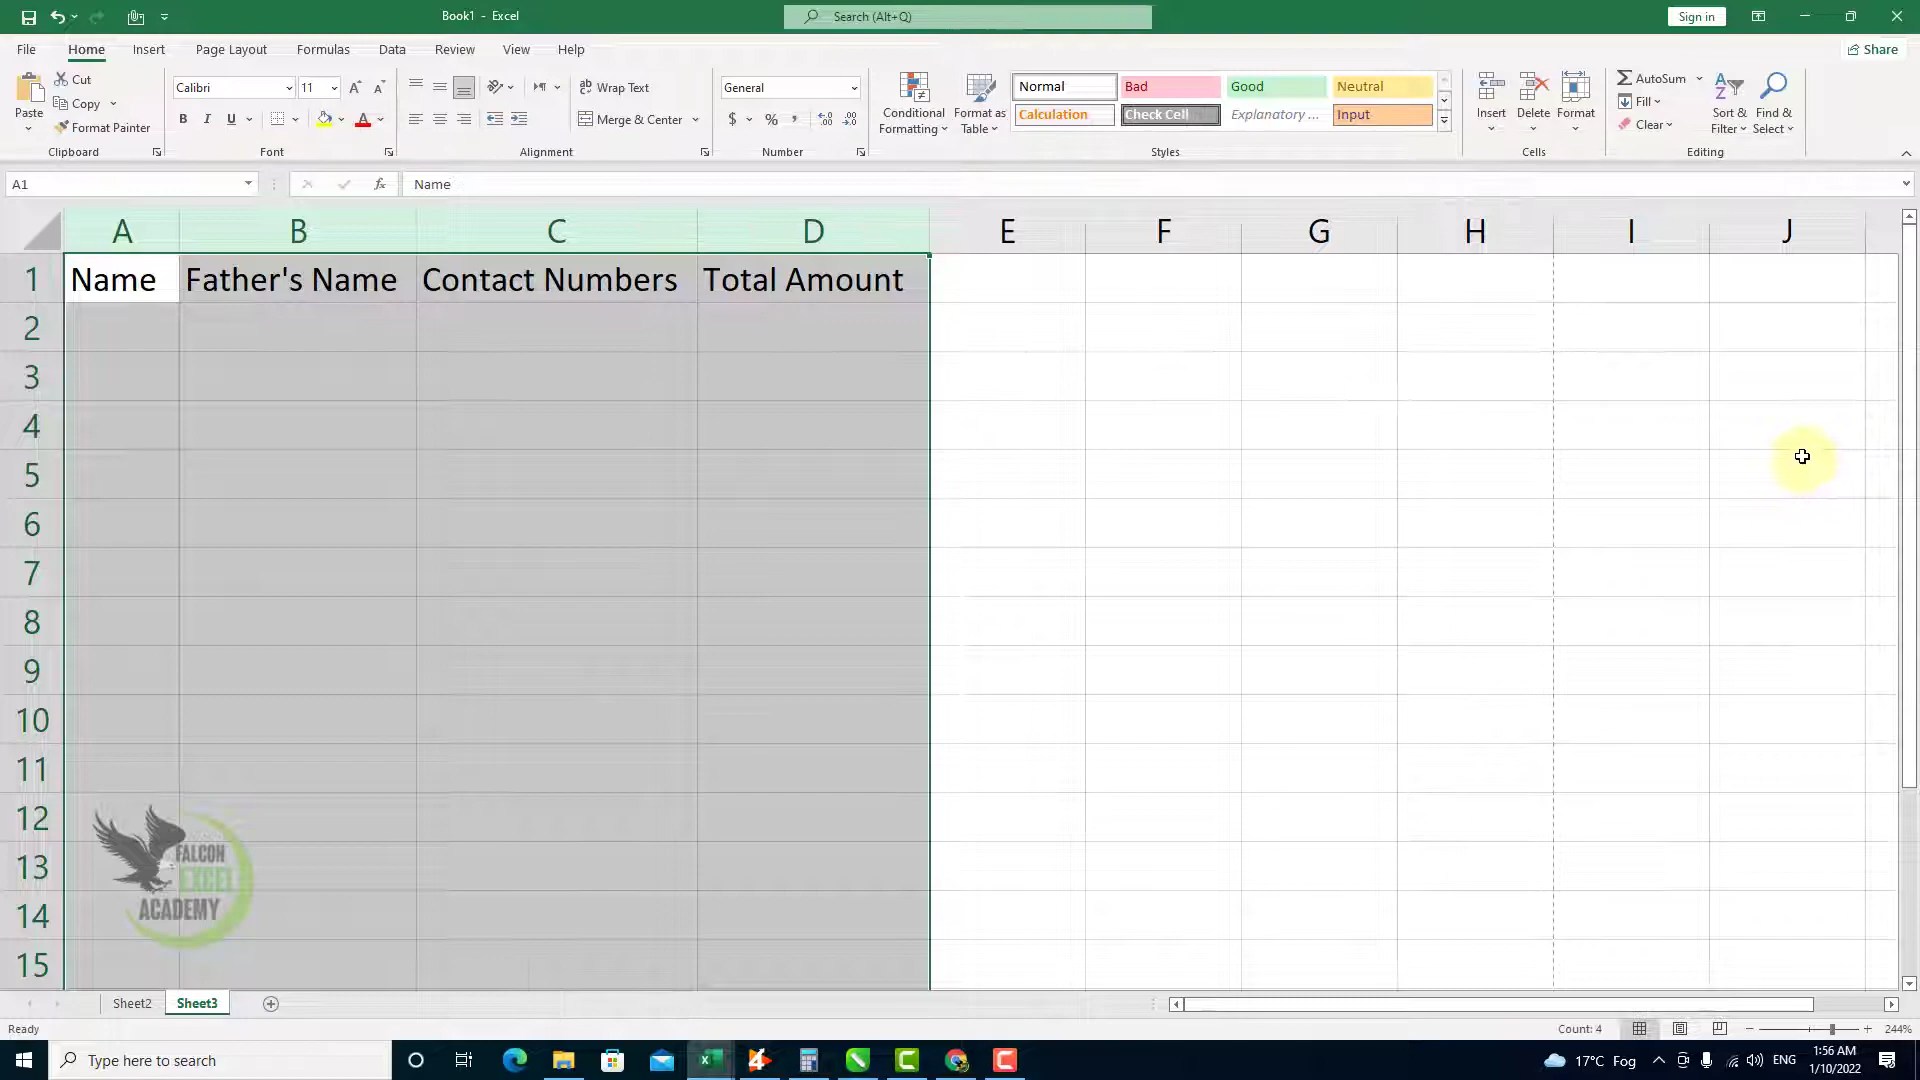 Book1 - Excel
Search (Alt+Q)
Sign in
File Home Insert Page Layout Formulas Data Review View Help
Share
Paste
Cut
Copy
Format Painter
Clipboard
Calibri 11
B I U
Font
Wrap Text
Merge & Center
Alignment
General
$ % ,
Number
Conditional Formatting
Format as Table
Normal Bad Good Neutral
Calculation Check Cell Explanatory ... Input
Styles
Insert Delete Format
Cells
AutoSum
Fill
Clear
Sort & Filter
Find & Select
Editing
A1
fx
Name
A B C D E F G H I J
1 Name Father's Name Contact Numbers Total Amount
2
3
4
5
6
7
8
9
10
11
12
13
14
15
FALCON
EXCEL
ACADEMY
Sheet2 Sheet3
Ready
Count: 4
244%
Type here to search
17°C Fog
ENG
1:56 AM
1/10/2022